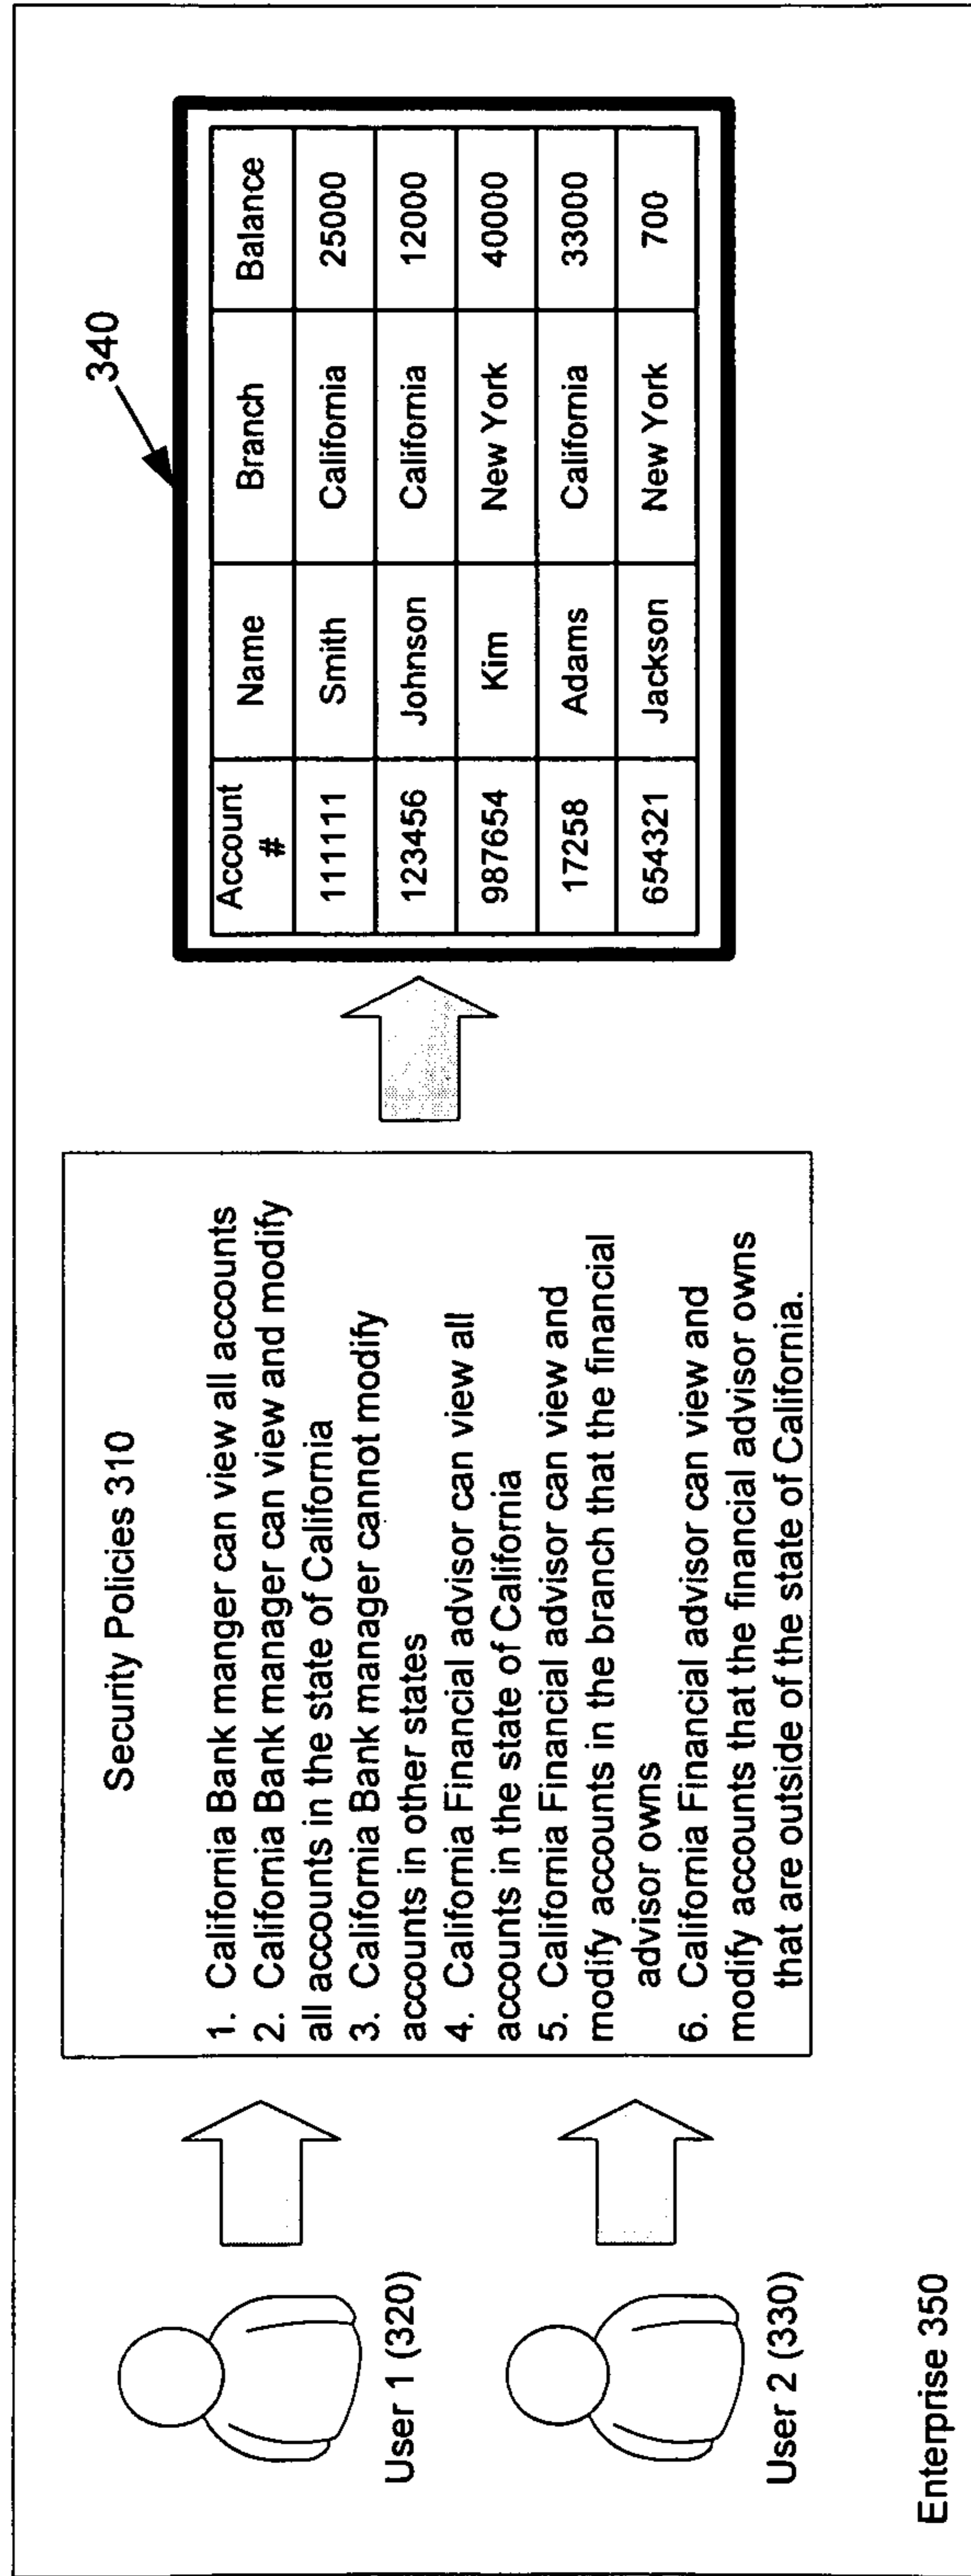 Security Policies 310
1. California Bank manger can view all accounts
2. California Bank manager can view and modify
all accounts in the state of California
3. California Bank manager cannot modify
accounts in other states
4. California Financial advisor can view all
accounts in the state of California
5. California Financial advisor can view and
modify accounts in the branch that the financial
advisor owns
6. California Financial advisor can view and
modify accounts that the financial advisor owns
that are outside of the state of California.
User 1 (320)
User 2 (330)
Enterprise 350
340
Account # Name Branch Balance
111111 Smith California 25000
123456 Johnson California 12000
987654 Kim New York 40000
17258 Adams California 33000
654321 Jackson New York 700